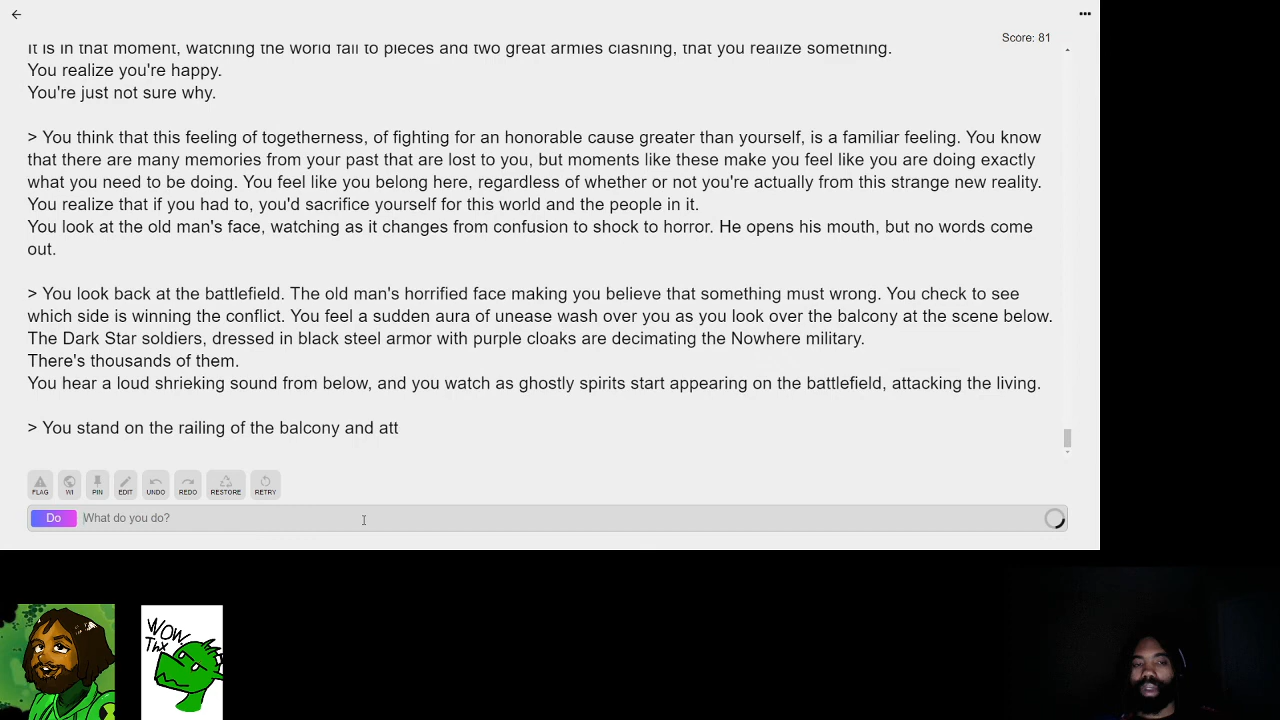 Score: 81
It is in that moment, watching the world fall to pieces and two great armies clashing, that you realize something.
You realize you're happy.
You're just not sure why.
> You think that this feeling of togetherness, of fighting for an honorable cause greater than yourself, is a familiar feeling. You know
that there are many memories from your past that are lost to you, but moments like these make you feel like you are doing exactly
what you need to be doing. You feel like you belong here, regardless of whether or not you're actually from this strange new reality.
You realize that if you had to, you'd sacrifice yourself for this world and the people in it.
You look at the old man's face, watching as it changes from confusion to shock to horror. He opens his mouth, but no words come
out.
> You look back at the battlefield. The old man's horrified face making you believe that something must wrong. You check to see
which side is winning the conflict. You feel a sudden aura of unease wash over you as you look over the balcony at the scene below.
The Dark Star soldiers, dressed in black steel armor with purple cloaks are decimating the Nowhere military.
There's thousands of them.
You hear a loud shrieking sound from below, and you watch as ghostly spirits start appearing on the battlefield, attacking the living.
> You stand on the railing of the balcony and att
FLAG WI PIN EDIT UNDO REDO RESTORE RETRY
Do What do you do?
WOW
Thx